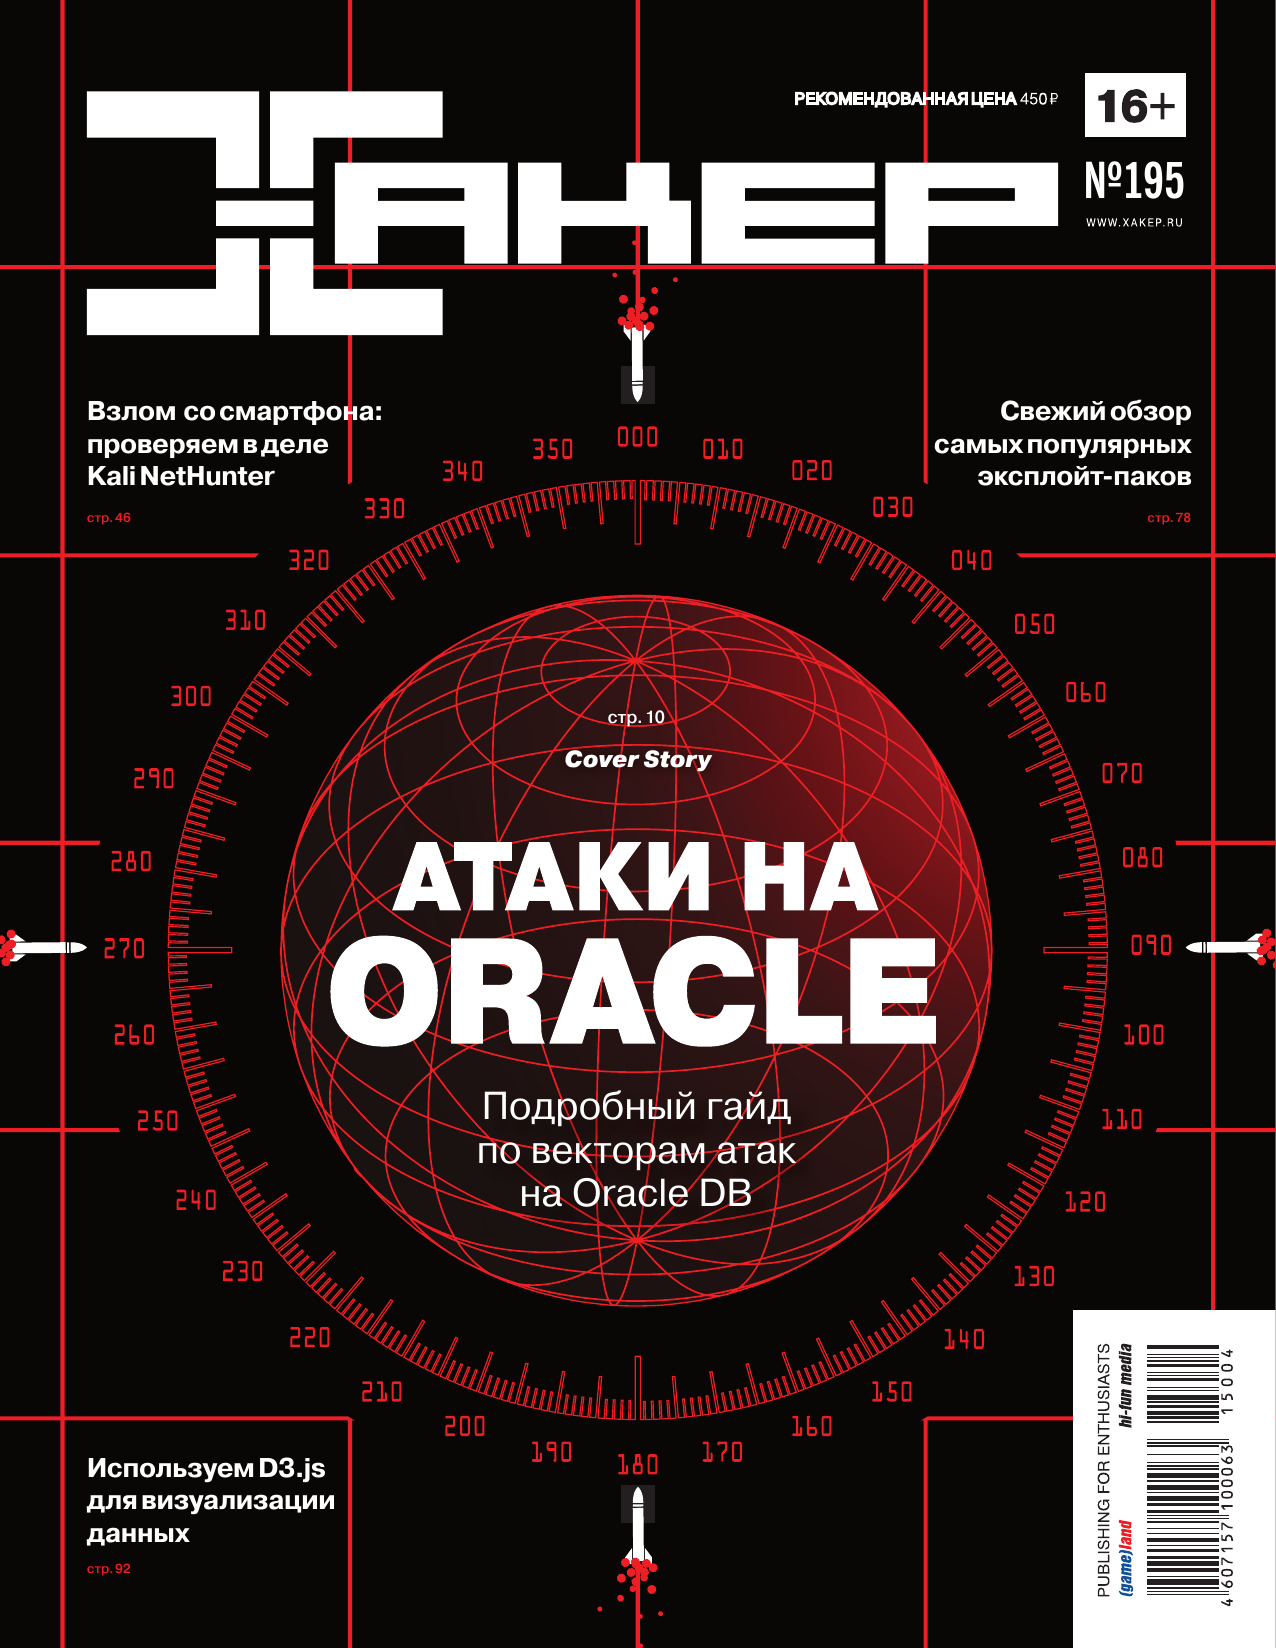 ХАКЕР
РЕКОМЕНДОВАННАЯ ЦЕНА 450 ₽
16+
№195
WWW.XAKEP.RU
Взлом со смартфона:
проверяем в деле
Kali NetHunter
стр. 46
Свежий обзор
самых популярных
эксплойт-паков
стр. 78
000
010
020
030
040
050
060
070
080
090
100
110
120
130
140
150
160
170
180
190
200
210
220
230
240
250
260
270
280
290
300
310
320
330
340
350
стр. 10
Cover Story
АТАКИ НА
ORACLE
Подробный гайд
по векторам атак
на Oracle DB
Используем D3.js
для визуализации
данных
стр. 92
PUBLISHING FOR ENTHUSIASTS
(game)land
hi-fun media
4 607157 100063
15004